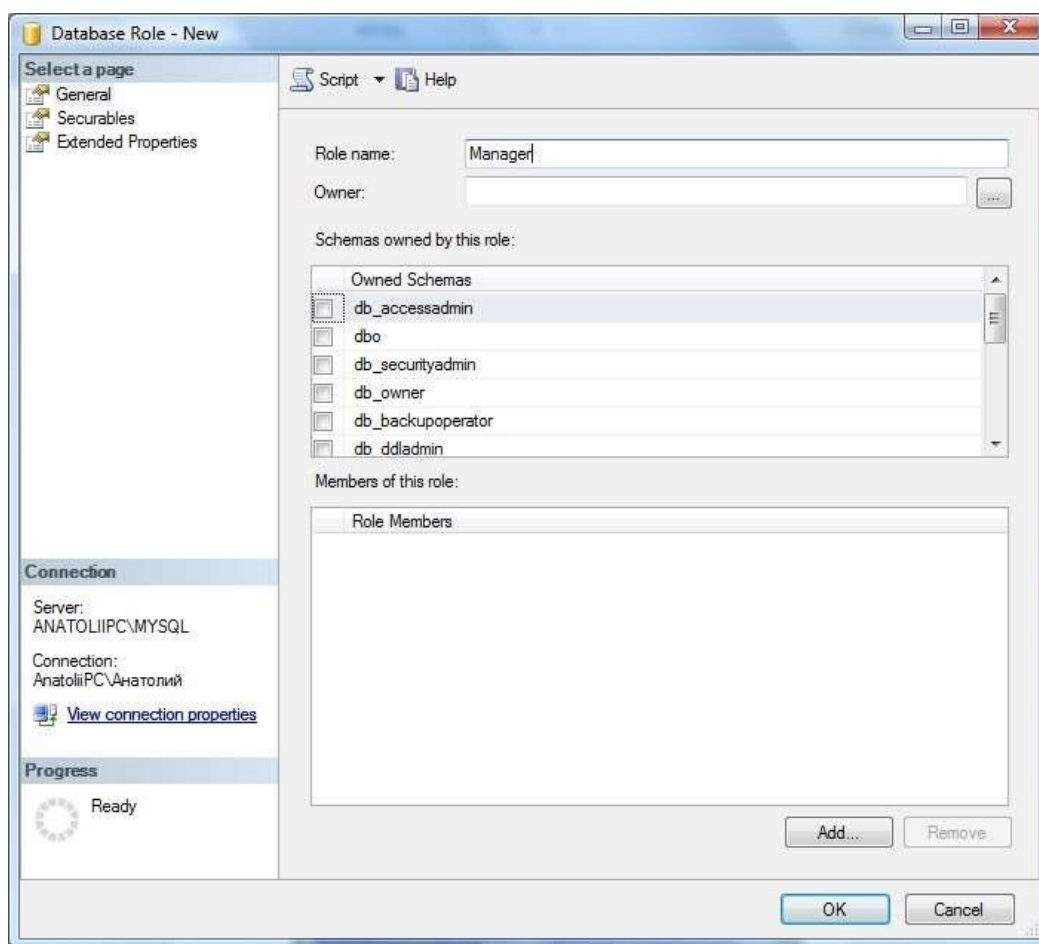 Database Role - New
Select a page
General
Securables
Extended Properties
Script Help
Role name: Manager
Owner:
...
Schemas owned by this role:
Owned Schemas
db_accessadmin
dbo
db_securityadmin
db_owner
db_backupoperator
db_ddladmin
Members of this role:
Role Members
Connection
Server:
ANATOLIIPC\MYSQL
Connection:
AnatoliiPC\Анатолий
View connection properties
Progress
Ready
Add... Remove
OK Cancel